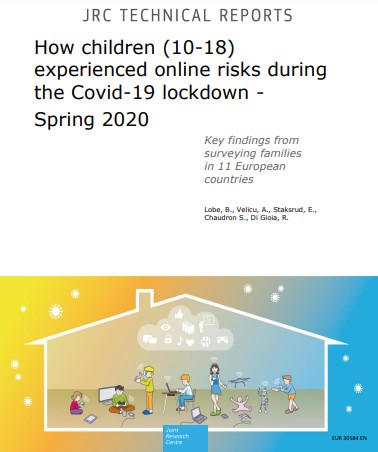 JRC TECHNICAL REPORTS
How children (10-18)
experienced online risks during
the Covid-19 lockdown -
Spring 2020
Key findings from
surveying families
in 11 European
countries
Lobe, B., Velicu, A., Staksrud, E.,
Chaudron S., Di Gioia, R.
Joint
Research
Centre
EUR 30584 EN